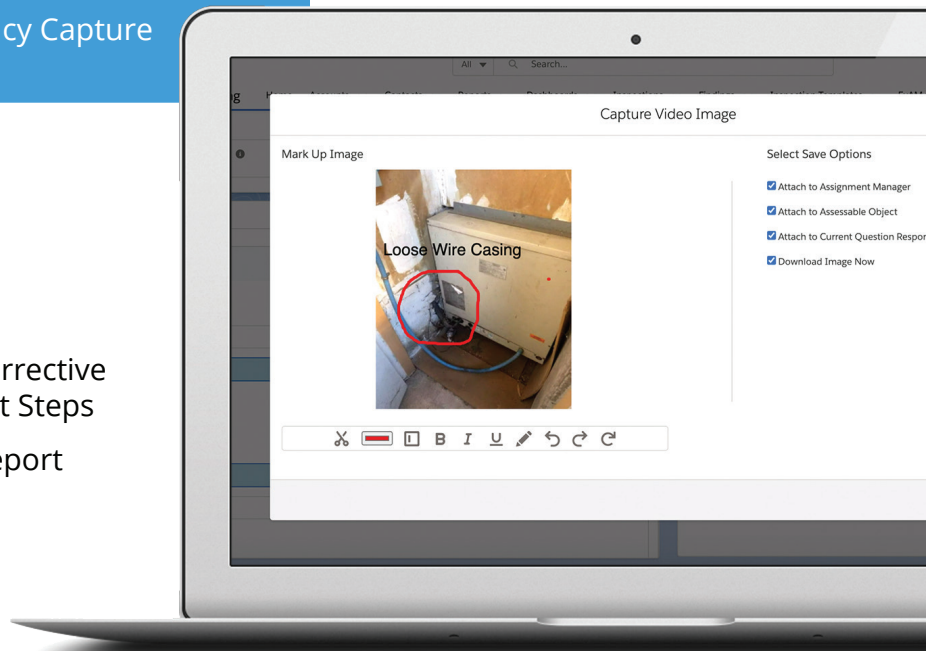 cy Capture
All
Search...
Capture Video Image
Mark Up Image
Select Save Options
Loose Wire Casing
Attach to Assignment Manager
Attach to Assessable Object
Attach to Current Question Respor
Download Image Now
B I U
rrective
t Steps
eport